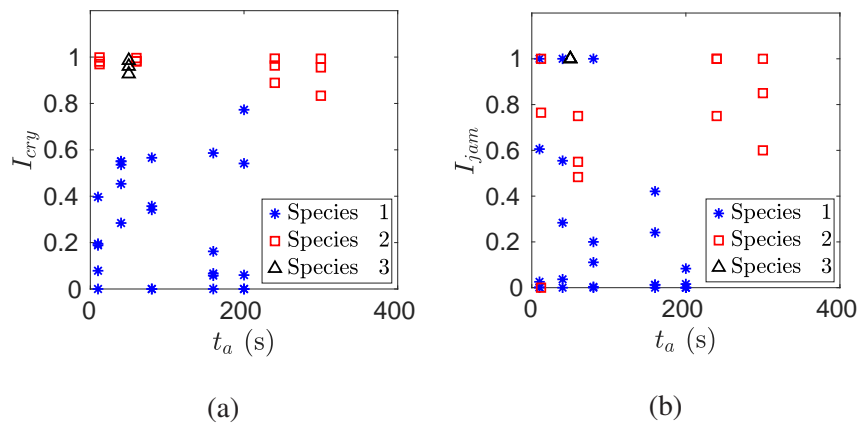 1
0.8
0.6
0.4
0.2
0
I_cry
0 200 400
t_a (s)
Species 1
Species 2
Species 3
(a)
1
0.8
0.6
0.4
0.2
0
I_jam
0 200 400
t_a (s)
Species 1
Species 2
Species 3
(b)